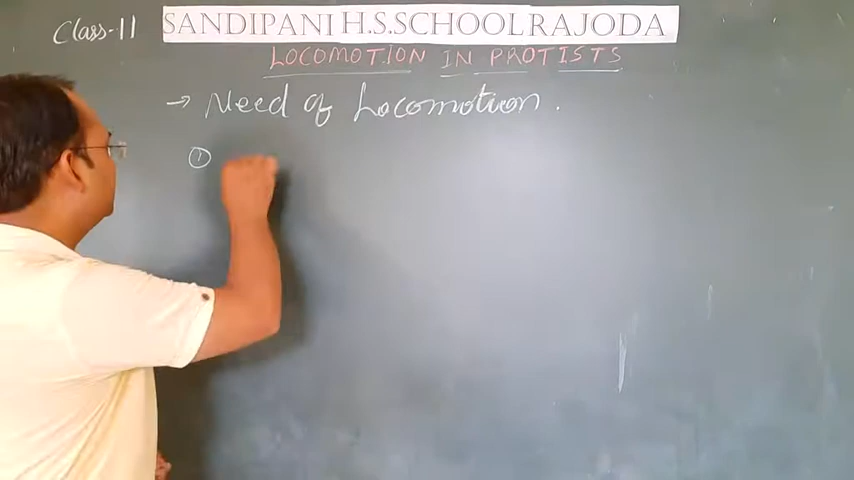 Class-11
SANDIPANI H.S.SCHOOL RAJODA
LOCOMOTION IN PROTISTS
→ Need of Locomotion.
①